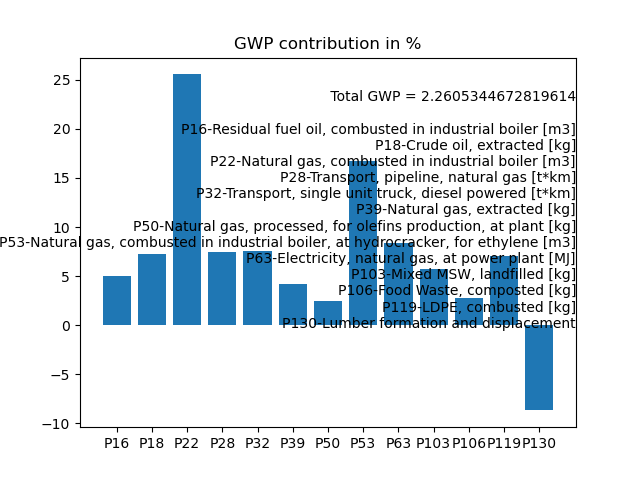 GWP contribution in %
Total GWP = 2.2605344672819614
P16-Residual fuel oil, combusted in industrial boiler [m3]
P18-Crude oil, extracted [kg]
P22-Natural gas, combusted in industrial boiler [m3]
P28-Transport, pipeline, natural gas [t*km]
P32-Transport, single unit truck, diesel powered [t*km]
P39-Natural gas, extracted [kg]
P50-Natural gas, processed, for olefins production, at plant [kg]
P53-Natural gas, combusted in industrial boiler, at hydrocracker, for ethylene [m3]
P63-Electricity, natural gas, at power plant [MJ]
P103-Mixed MSW, landfilled [kg]
P106-Food Waste, composted [kg]
P119-LDPE, combusted [kg]
P130-Lumber formation and displacement
25
20
15
10
5
0
−5
−10
P16 P18 P22 P28 P32 P39 P50 P53 P63 P103 P106 P119 P130